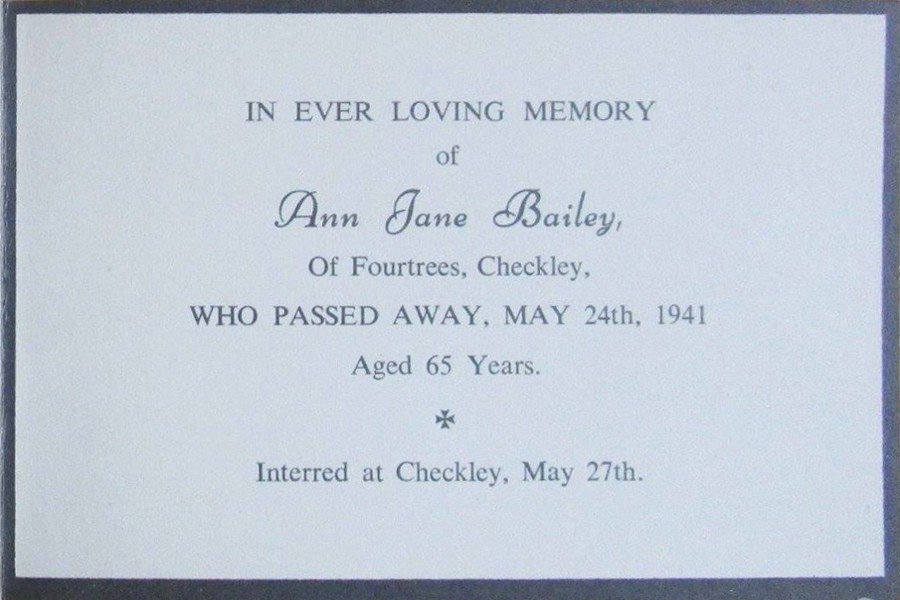 IN EVER LOVING MEMORY
of
Ann Jane Bailey,
Of Fourtrees, Checkley,
WHO PASSED AWAY, MAY 24th, 1941
Aged 65 Years.
✠
Interred at Checkley, May 27th.